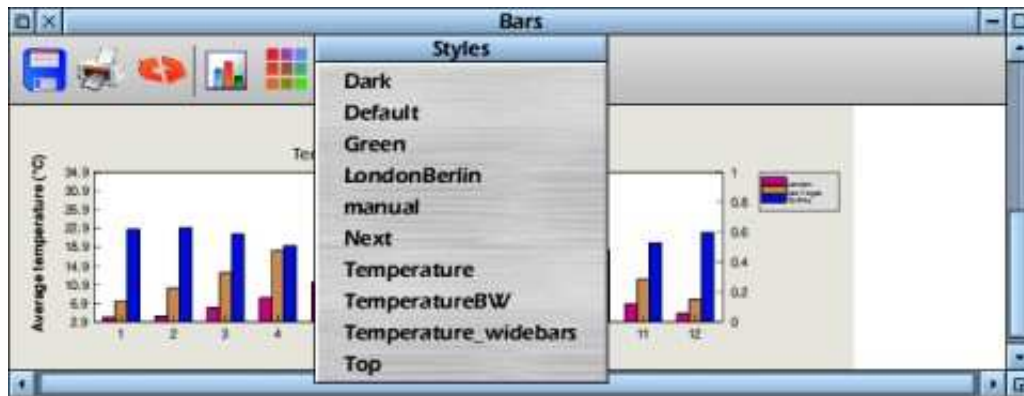 Bars
Styles
Dark
Default
Green
LondonBerlin
manual
Next
Temperature
TemperatureBW
Temperature_widebars
Top
Average temperature (°C)
34.9
30.9
25.9
22.9
18.9
14.9
10.9
6.9
2.9
1
2
3
4
11
12
1
0.8
0.6
0.4
0.2
0